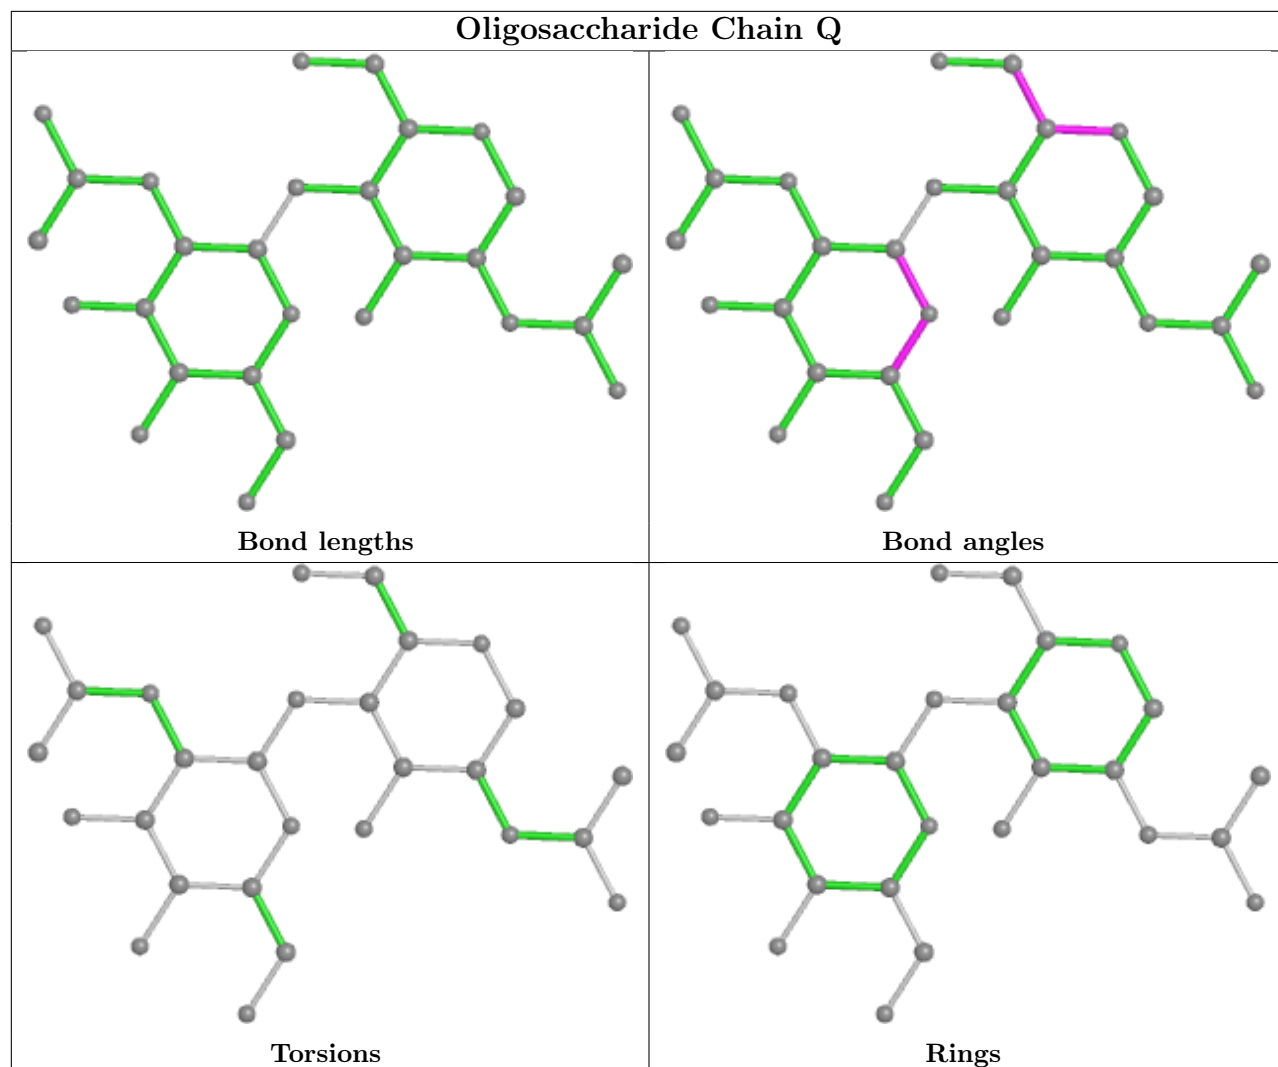 Oligosaccharide Chain Q
Bond lengths
Bond angles
Torsions
Rings